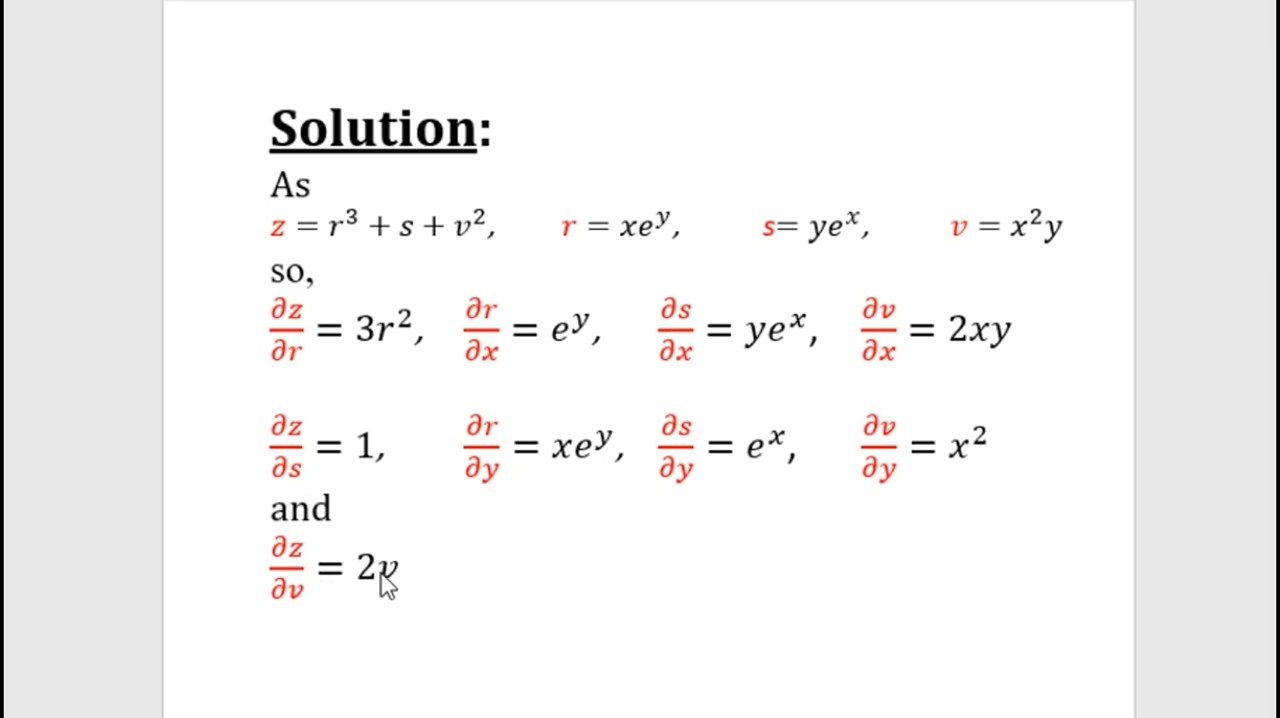 Solution:
As
z = r³ + s + v², r = xeʸ, s= yeˣ, v = x²y
so,
∂z/∂r = 3r², ∂r/∂x = eʸ, ∂s/∂x = yeˣ, ∂v/∂x = 2xy
∂z/∂s = 1, ∂r/∂y = xeʸ, ∂s/∂y = eˣ, ∂v/∂y = x²
and
∂z/∂v = 2v